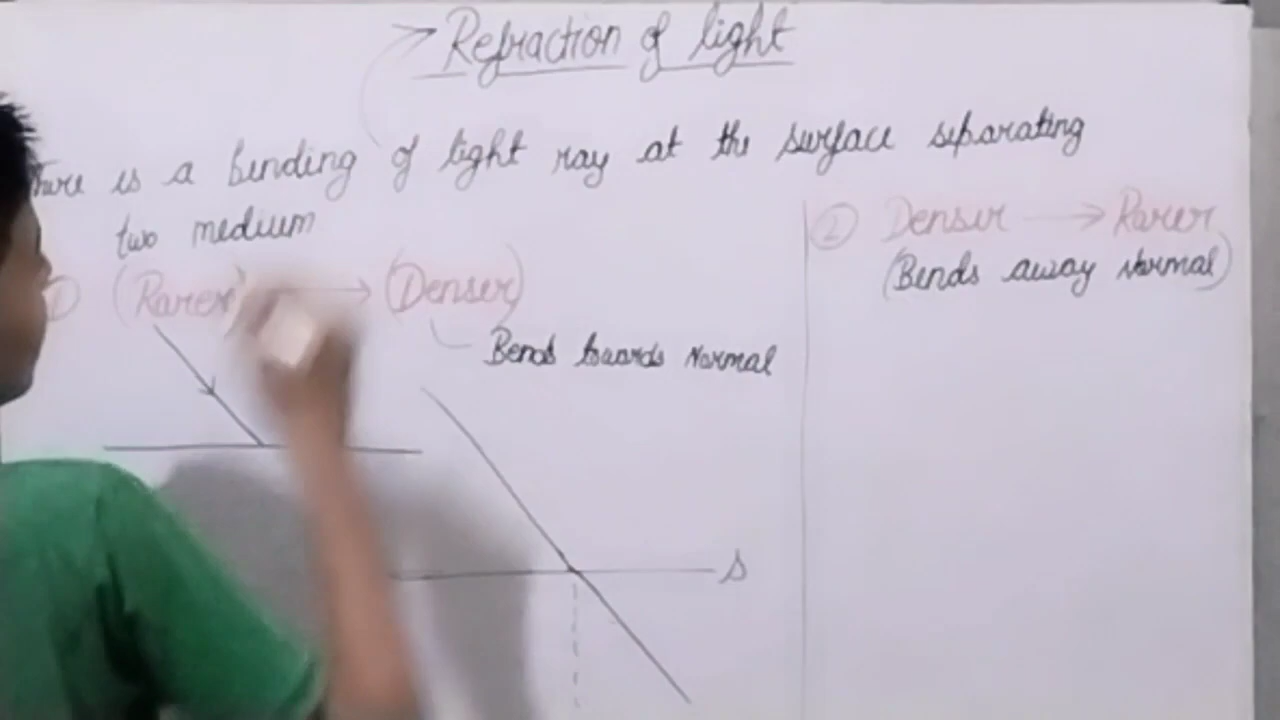 → Refraction of light
There is a bending of light ray at the surface separating
two medium
① (Rarer) → (Denser)
Bends towards Normal
② Denser → Rarer
(Bends away Normal)
s